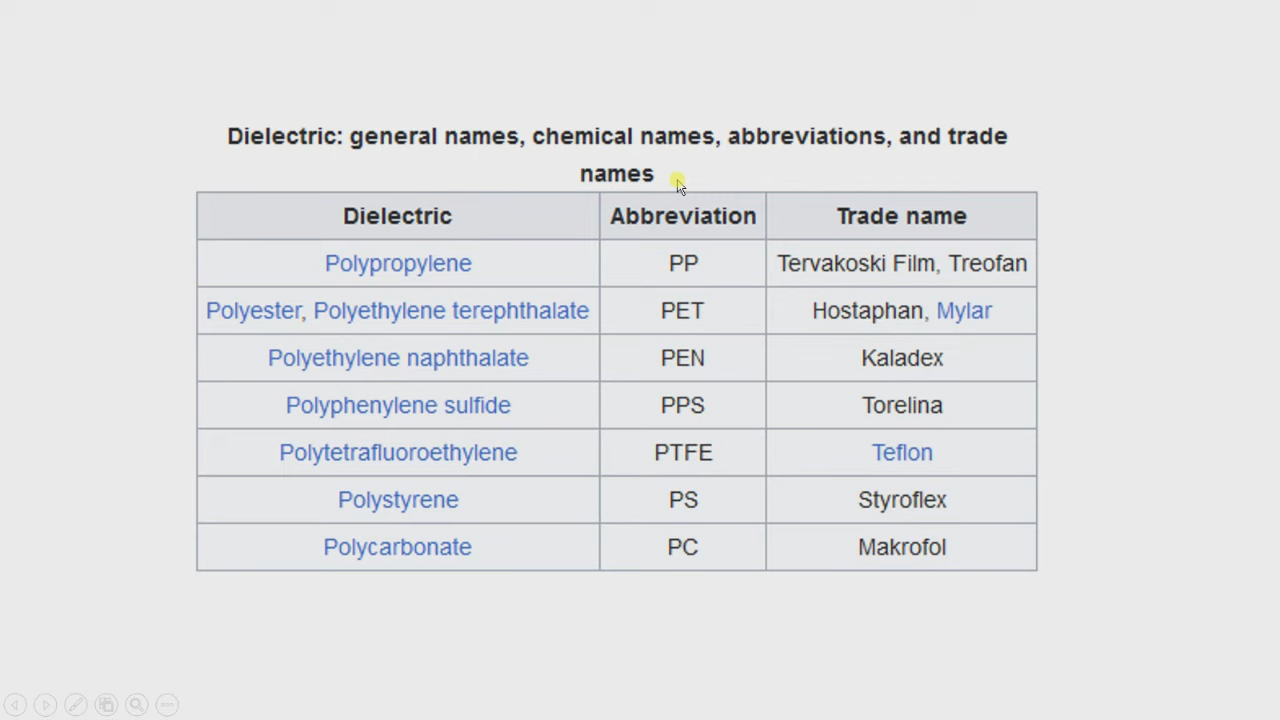 Dielectric: general names, chemical names, abbreviations, and trade
names
Dielectric Abbreviation Trade name
Polypropylene PP Tervakoski Film, Treofan
Polyester, Polyethylene terephthalate PET Hostaphan, Mylar
Polyethylene naphthalate PEN Kaladex
Polyphenylene sulfide PPS Torelina
Polytetrafluoroethylene PTFE Teflon
Polystyrene PS Styroflex
Polycarbonate PC Makrofol